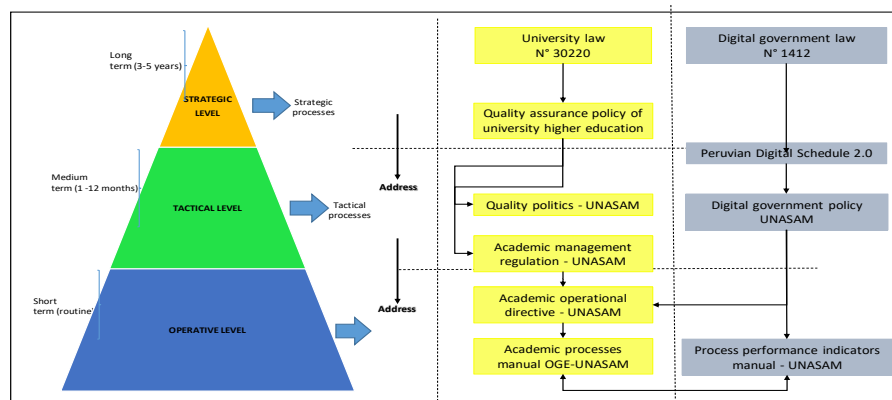 Long
term (3-5 years)
STRATEGIC
LEVEL
Strategic
processes
Medium
term (1 -12 months)
TACTICAL LEVEL
Tactical
processes
Short
term (routine)
OPERATIVE LEVEL
Address
Address
University law
N° 30220
Quality assurance policy of
university higher education
Quality politics - UNASAM
Academic management
regulation - UNASAM
Academic operational
directive - UNASAM
Academic processes
manual OGE-UNASAM
Digital government law
N° 1412
Peruvian Digital Schedule 2.0
Digital government policy
UNASAM
Process performance indicators
manual - UNASAM